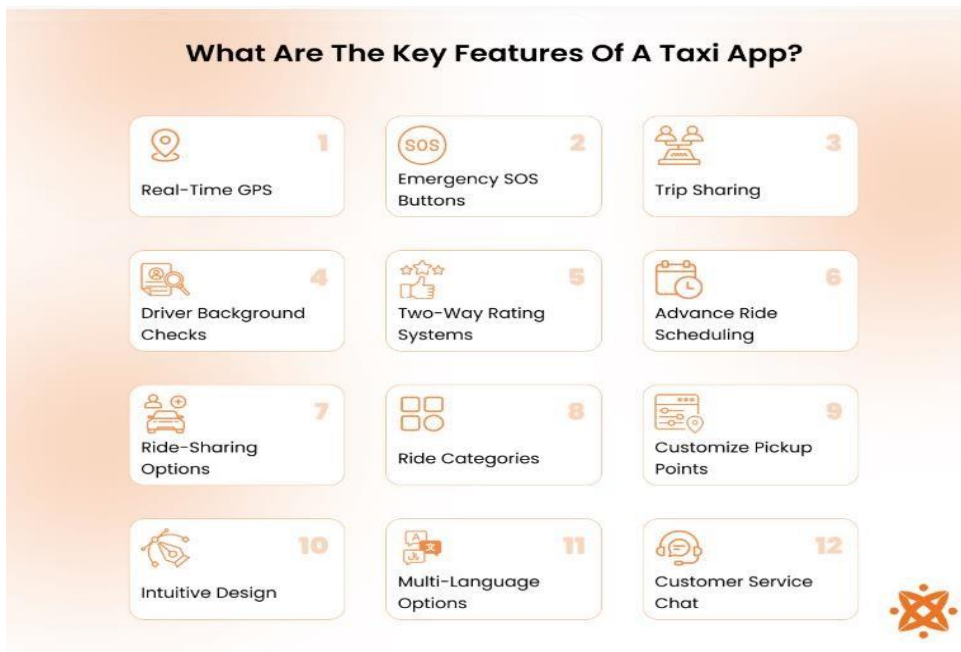 What Are The Key Features Of A Taxi App?
1
Real-Time GPS
SOS
2
Emergency SOS
Buttons
3
Trip Sharing
4
Driver Background
Checks
5
Two-Way Rating
Systems
6
Advance Ride
Scheduling
7
Ride-Sharing
Options
8
Ride Categories
9
Customize Pickup
Points
10
Intuitive Design
A
文
11
Multi-Language
Options
12
Customer Service
Chat